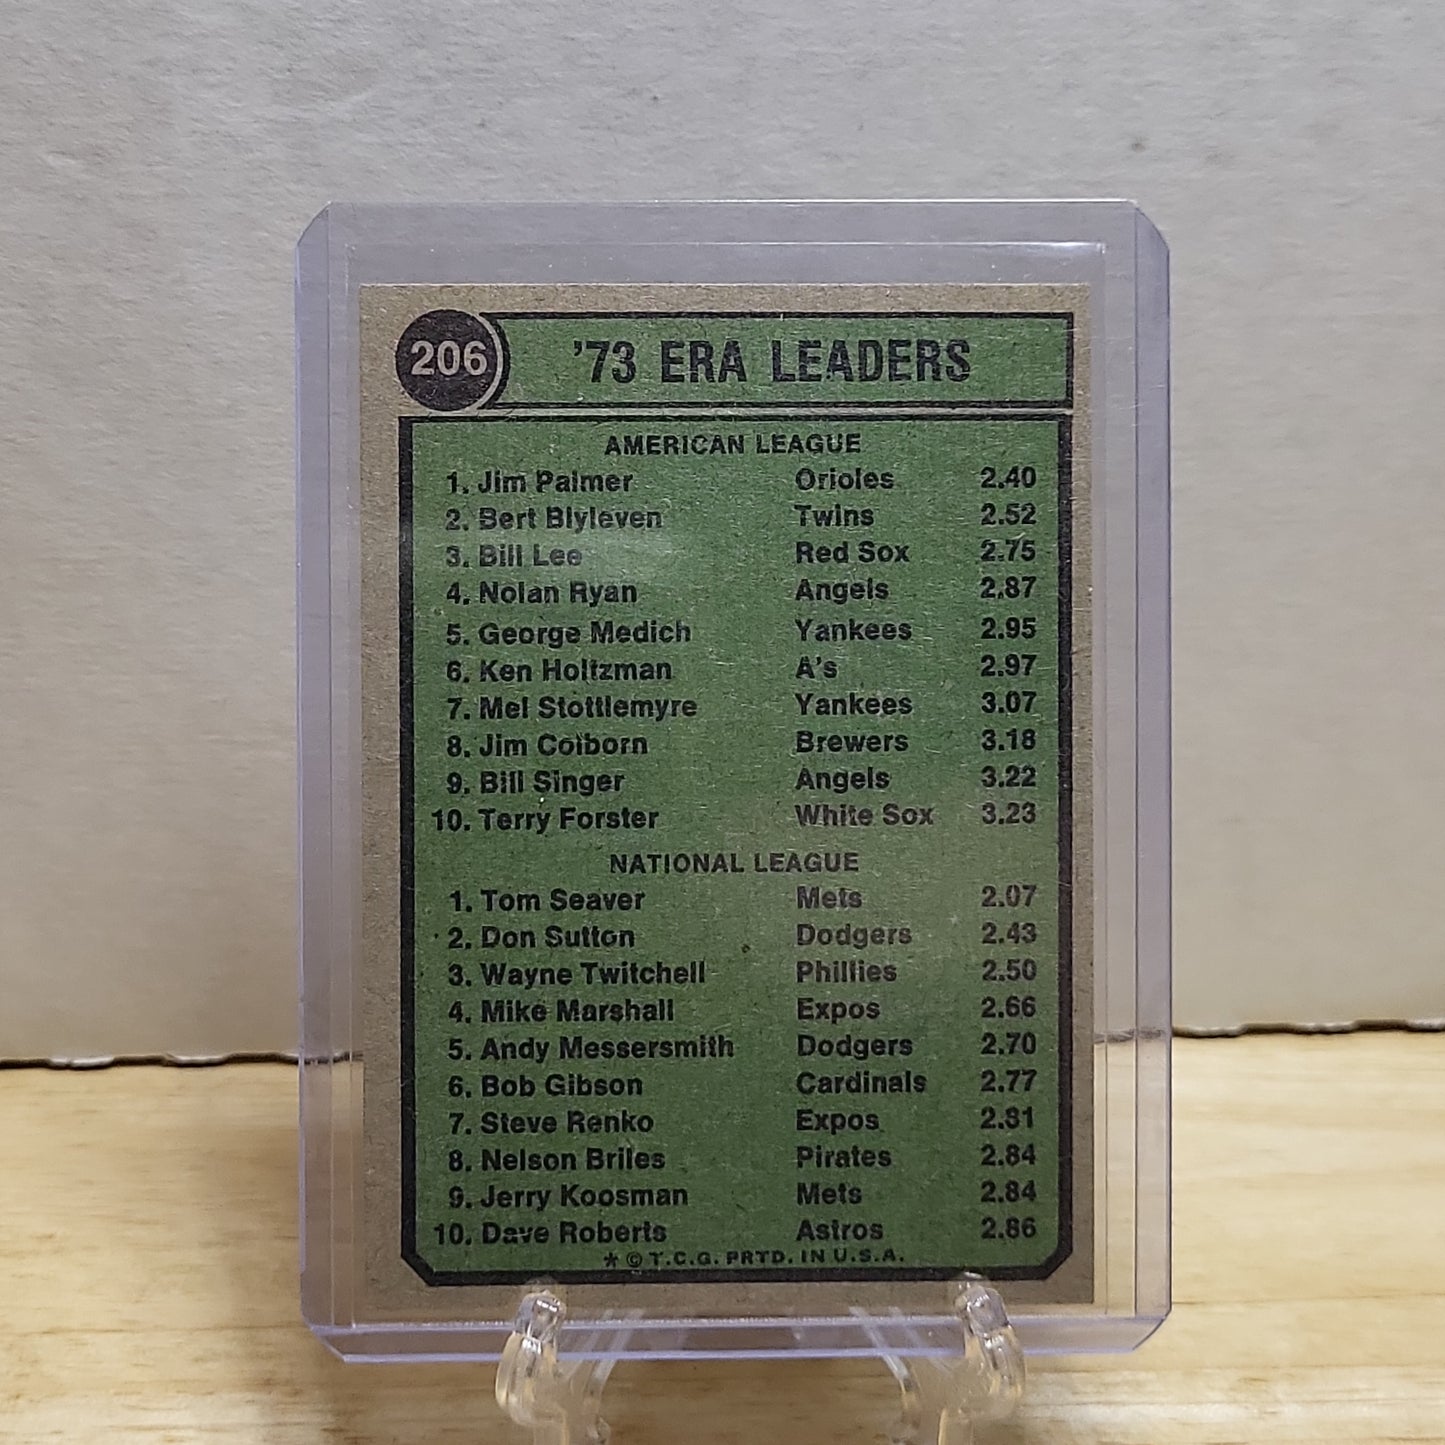 206 '73 ERA LEADERS
AMERICAN LEAGUE
1. Jim Palmer Orioles 2.40
2. Bert Blyleven Twins 2.52
3. Bill Lee Red Sox 2.75
4. Nolan Ryan Angels 2.87
5. George Medich Yankees 2.95
6. Ken Holtzman A's 2.97
7. Mel Stottlemyre Yankees 3.07
8. Jim Colborn Brewers 3.18
9. Bill Singer Angels 3.22
10. Terry Forster White Sox 3.23
NATIONAL LEAGUE
1. Tom Seaver Mets 2.07
2. Don Sutton Dodgers 2.43
3. Wayne Twitchell Phillies 2.50
4. Mike Marshall Expos 2.66
5. Andy Messersmith Dodgers 2.70
6. Bob Gibson Cardinals 2.77
7. Steve Renko Expos 2.81
8. Nelson Briles Pirates 2.84
9. Jerry Koosman Mets 2.84
10. Dave Roberts Astros 2.86
* © T.C.G. PRTD. IN U.S.A.